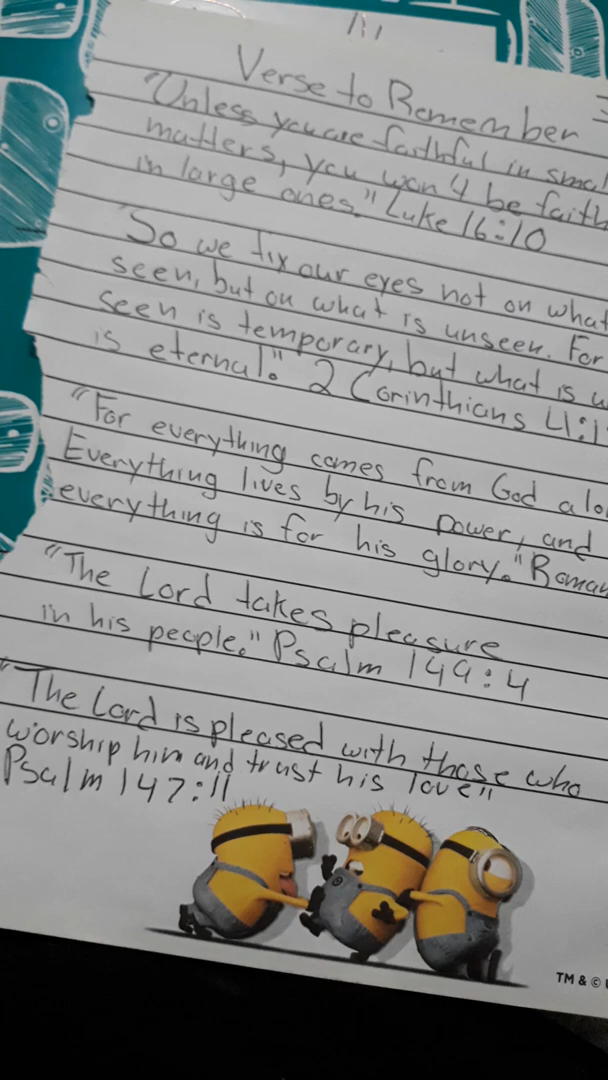 Verse to Remember
"Unless you are faithful in smal
matters, you won't be faith
in large ones." Luke 16:10
"So we fix our eyes not on what
seen, but on what is unseen. For
seen is temporary, but what is u
is eternal." 2 Corinthians 4:1
"For everything comes from God alo
Everything lives by his power, and
everything is for his glory." Roman
"The Lord takes pleasure
in his people." Psalm 149:4
"The Lord is pleased with those who
worship him and trust his love"
Psalm 147:11
TM & ©